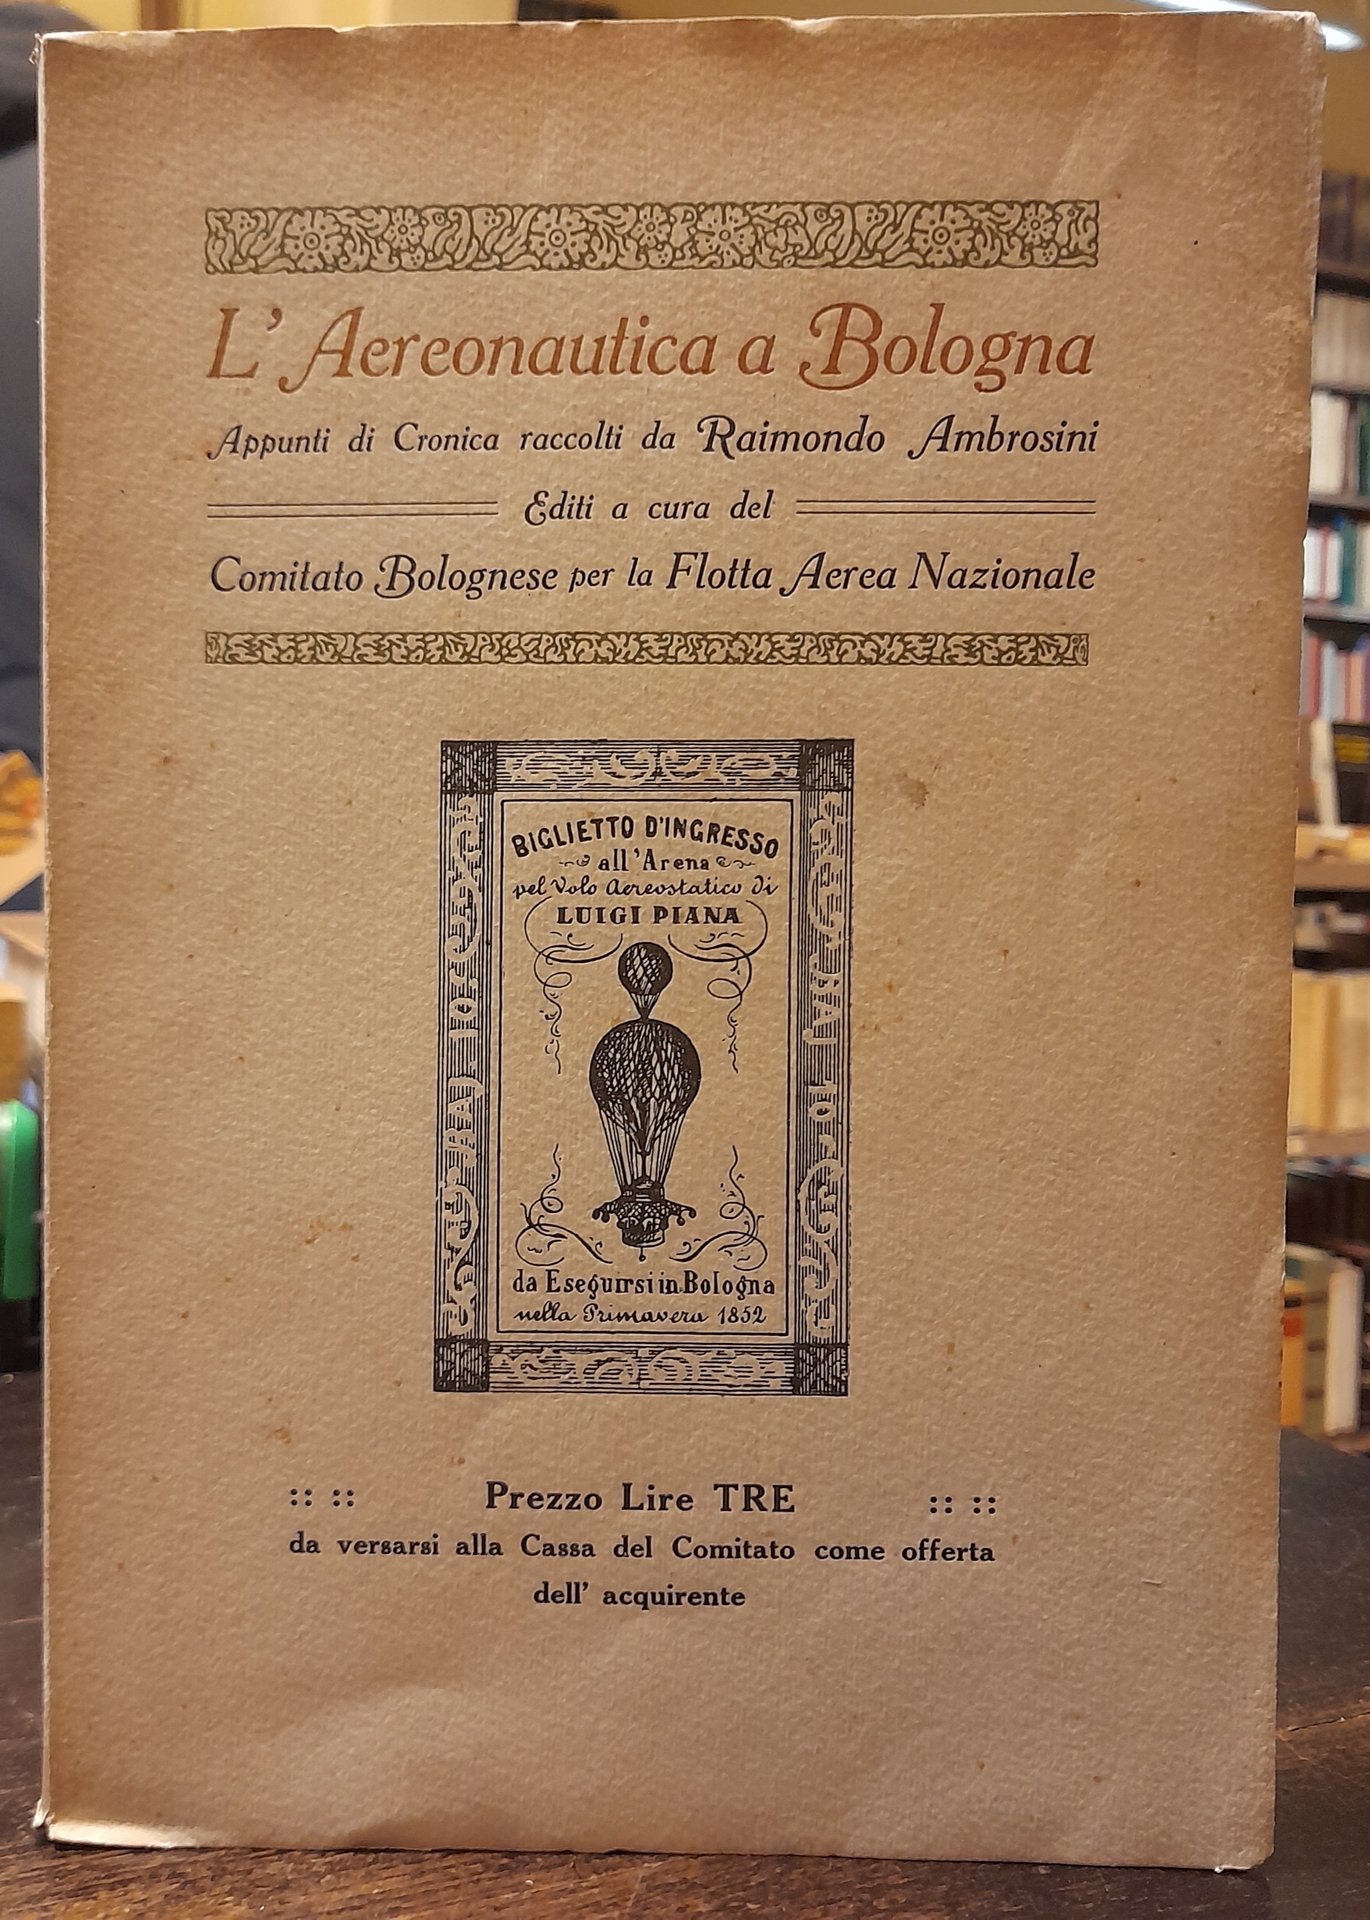 L' Aereonautica a Bologna
Appunti di Cronica raccolti da Raimondo Ambrosini
Editi a cura del
Comitato Bolognese per la Flotta Aerea Nazionale
BIGLIETTO D'INGRESSO
all'Arena
pel Volo Aereostatico di
LUIGI PIANA
da Eseguirsi in Bologna
nella Primavera 1852
Prezzo Lire TRE
da versarsi alla Cassa del Comitato come offerta
dell' acquirente